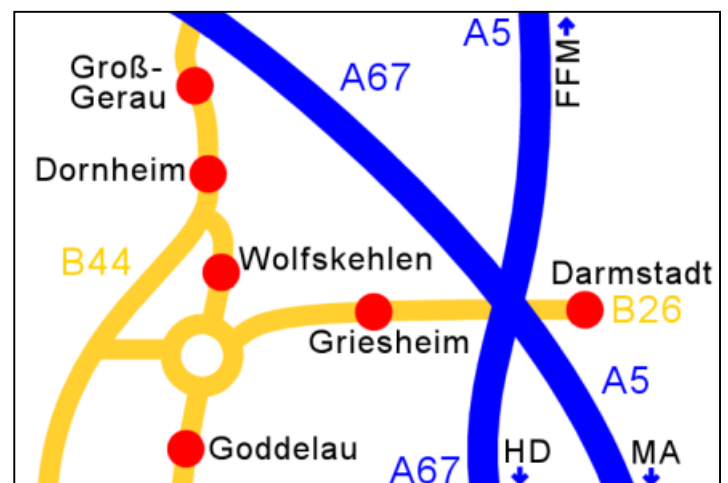 A5
FFM
A67
Groß-
Gerau
Dornheim
B44
Wolfskehlen
Darmstadt
B26
Griesheim
A5
Goddelau
HD
MA
A67